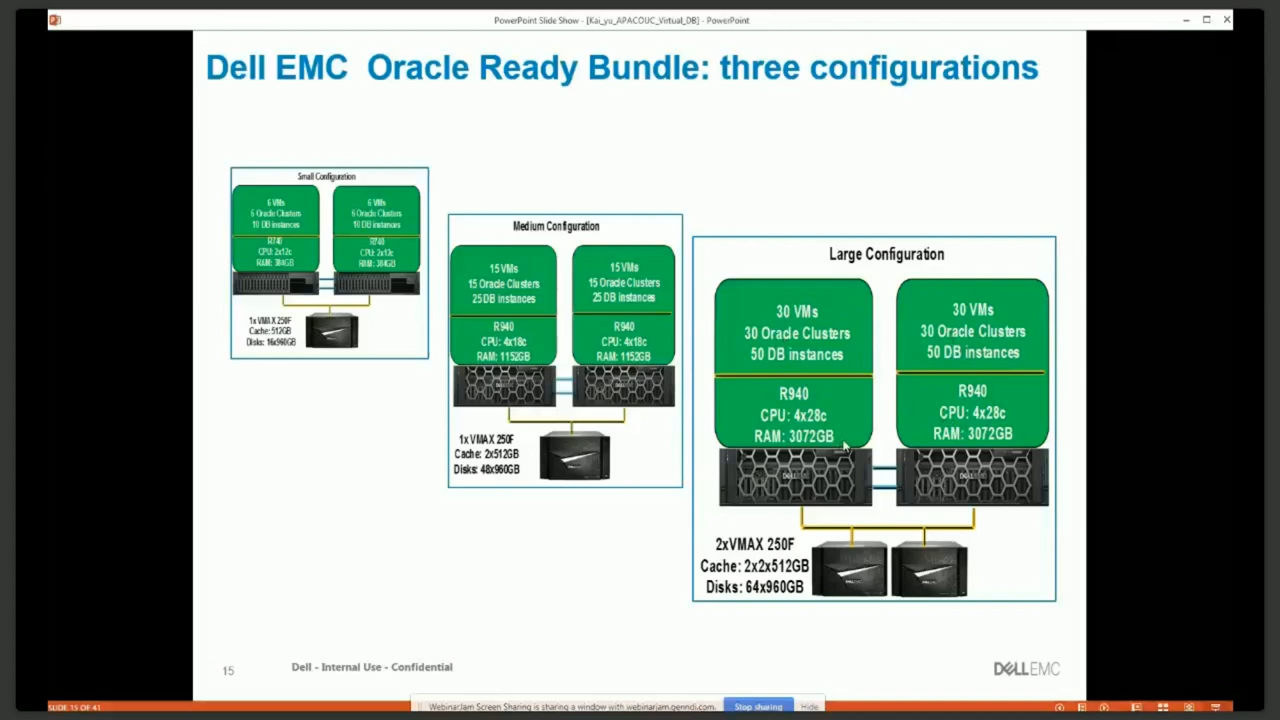 PowerPoint Slide Show - [Kai_yu_APACOUC_Virtual_DB] - PowerPoint
Dell EMC Oracle Ready Bundle: three configurations
Small Configuration
6 VMs
6 Oracle Clusters
10 DB instances
R740
CPU: 2x12c
RAM: 384GB
6 VMs
6 Oracle Clusters
10 DB instances
R740
CPU: 2x12c
RAM: 384GB
1x VMAX 250F
Cache: 512GB
Disks: 16x960GB
Medium Configuration
15 VMs
15 Oracle Clusters
25 DB instances
R940
CPU: 4x18c
RAM: 1152GB
15 VMs
15 Oracle Clusters
25 DB instances
R940
CPU: 4x18c
RAM: 1152GB
1x VMAX 250F
Cache: 2x512GB
Disks: 48x960GB
Large Configuration
30 VMs
30 Oracle Clusters
50 DB instances
R940
CPU: 4x28c
RAM: 3072GB
30 VMs
30 Oracle Clusters
50 DB instances
R940
CPU: 4x28c
RAM: 3072GB
2xVMAX 250F
Cache: 2x2x512GB
Disks: 64x960GB
15
Dell - Internal Use - Confidential
DELLEMC
WebinarJam Screen Sharing is sharing a window with webinarjam.genndi.com.
Stop sharing
Hide
SLIDE 15 OF 41